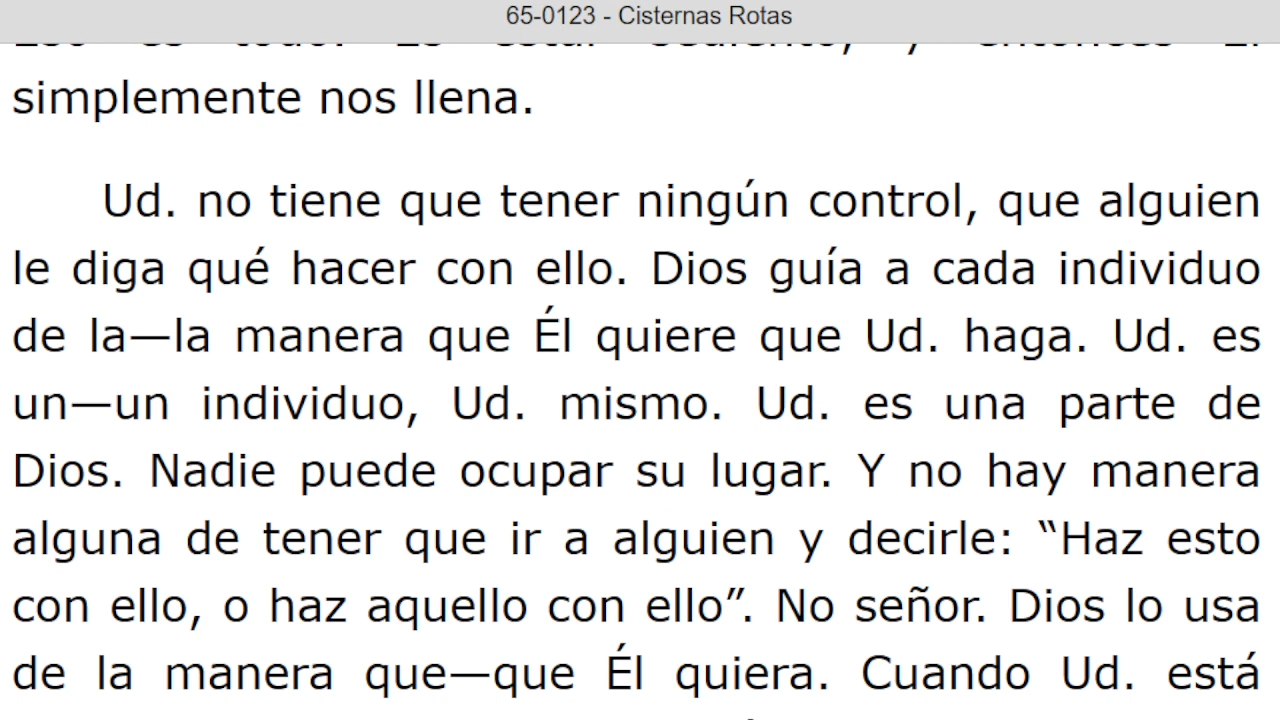 65-0123 - Cisternas Rotas
simplemente nos llena.
Ud. no tiene que tener ningún control, que alguien
le diga qué hacer con ello. Dios guía a cada individuo
de la—la manera que Él quiere que Ud. haga. Ud. es
un—un individuo, Ud. mismo. Ud. es una parte de
Dios. Nadie puede ocupar su lugar. Y no hay manera
alguna de tener que ir a alguien y decirle: “Haz esto
con ello, o haz aquello con ello”. No señor. Dios lo usa
de la manera que—que Él quiera. Cuando Ud. está